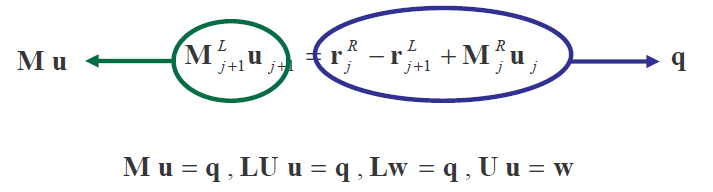 M u ← M^L_{j+1} u_{j+1} = r^R_j − r^L_{j+1} + M^R_j u_j → q
M u = q , LU u = q , Lw = q , U u = w